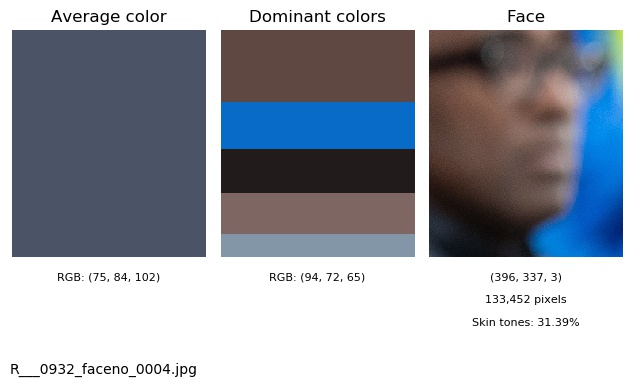 Average color
Dominant colors
Face
RGB: (75, 84, 102)
RGB: (94, 72, 65)
(396, 337, 3)
133,452 pixels
Skin tones: 31.39%
R___0932_faceno_0004.jpg